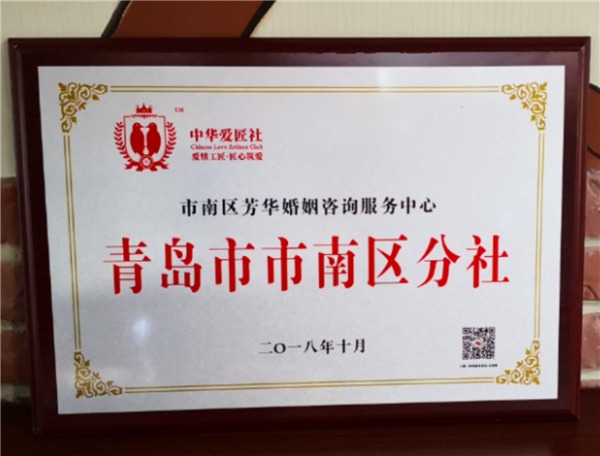 TM
中华爱匠社
Chinese Love Artisan Club
爱情工匠·匠心筑爱
市南区芳华婚姻咨询服务中心
青岛市市南区分社
二〇一八年十月